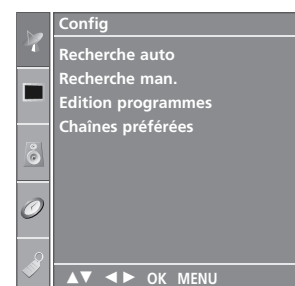 Config
Recherche auto
Recherche man.
Edition programmes
Chaînes préférées
▲▼ ◄► OK MENU